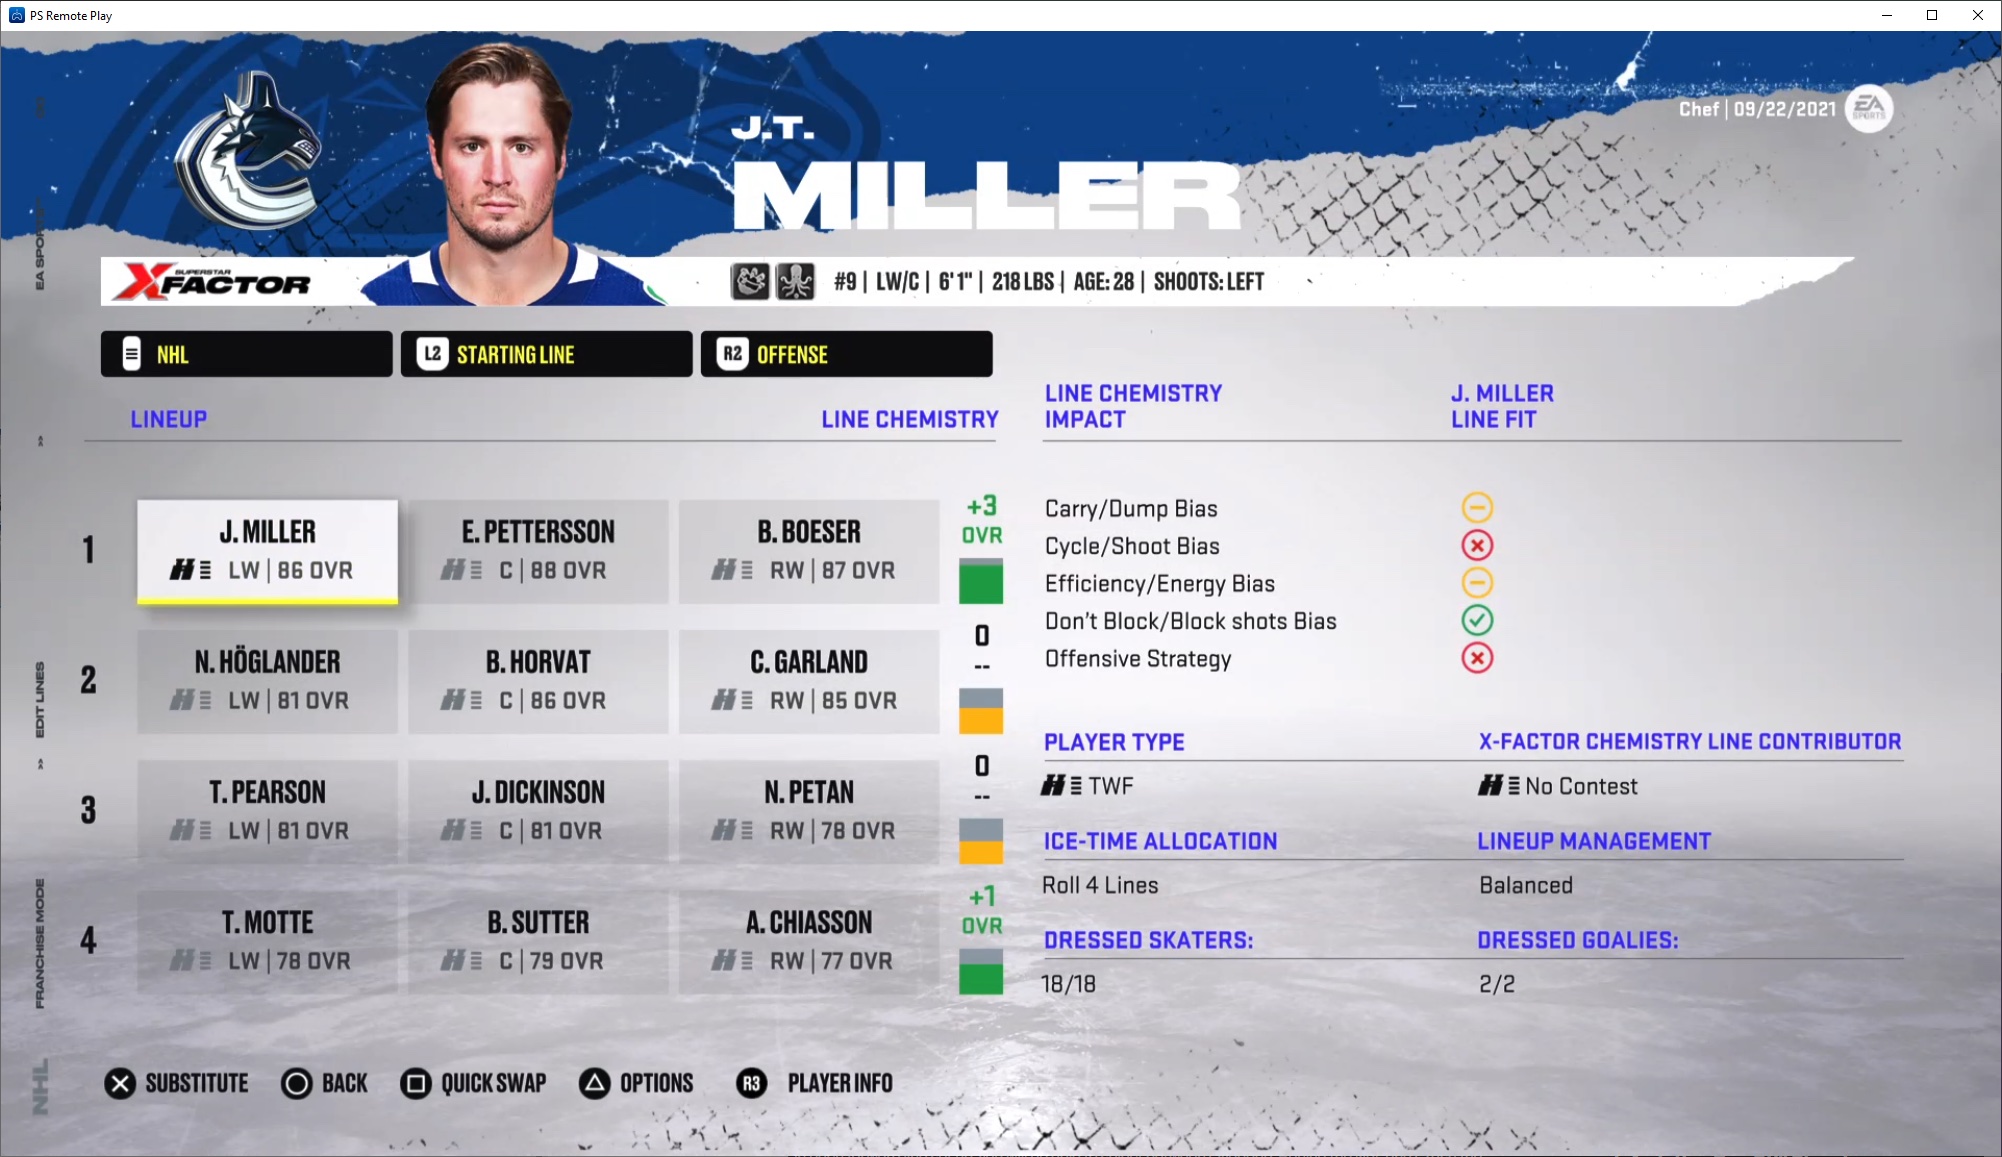 PS Remote Play
J.T.
MILLER
Chef | 09/22/2021
EA SPORTS
SUPERSTAR
X FACTOR
#9 | LW/C | 6' 1" | 218 LBS | AGE: 28 | SHOOTS: LEFT
NHL
L2 STARTING LINE
R2 OFFENSE
LINEUP
LINE CHEMISTRY
1
J. MILLER
LW | 86 OVR
E. PETTERSSON
C | 88 OVR
B. BOESER
RW | 87 OVR
+3
OVR
2
N. HÖGLANDER
LW | 81 OVR
B. HORVAT
C | 86 OVR
C. GARLAND
RW | 85 OVR
0
--
3
T. PEARSON
LW | 81 OVR
J. DICKINSON
C | 81 OVR
N. PETAN
RW | 78 OVR
0
--
4
T. MOTTE
LW | 78 OVR
B. SUTTER
C | 79 OVR
A. CHIASSON
RW | 77 OVR
+1
OVR
LINE CHEMISTRY
IMPACT
J. MILLER
LINE FIT
Carry/Dump Bias
Cycle/Shoot Bias
Efficiency/Energy Bias
Don't Block/Block shots Bias
Offensive Strategy
PLAYER TYPE
TWF
X-FACTOR CHEMISTRY LINE CONTRIBUTOR
No Contest
ICE-TIME ALLOCATION
Roll 4 Lines
LINEUP MANAGEMENT
Balanced
DRESSED SKATERS:
18/18
DRESSED GOALIES:
2/2
SUBSTITUTE
BACK
QUICK SWAP
OPTIONS
R3 PLAYER INFO
NHL
FRANCHISE MODE
EDIT LINES